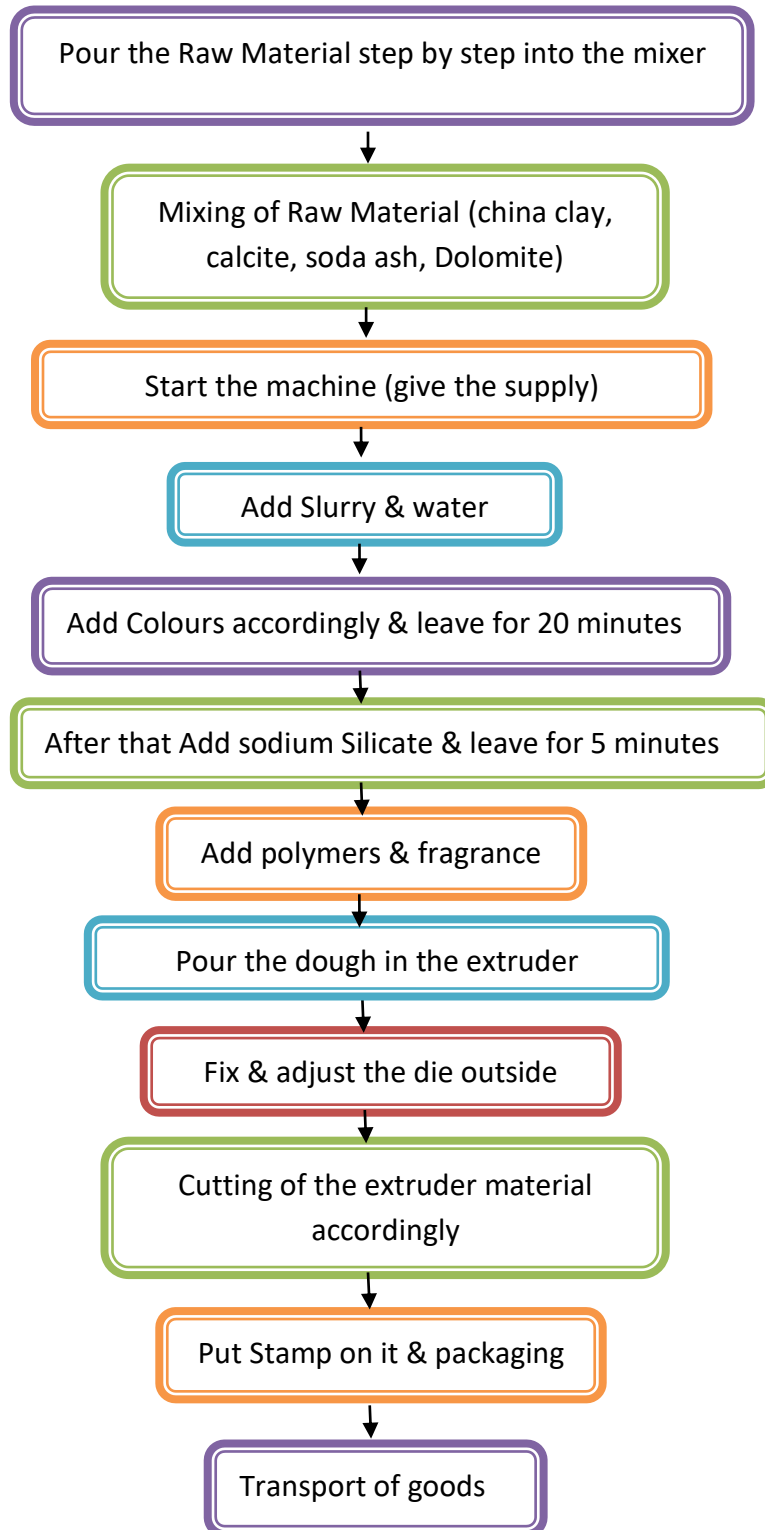 Pour the Raw Material step by step into the mixer
Mixing of Raw Material (china clay,
calcite, soda ash, Dolomite)
Start the machine (give the supply)
Add Slurry & water
Add Colours accordingly & leave for 20 minutes
After that Add sodium Silicate & leave for 5 minutes
Add polymers & fragrance
Pour the dough in the extruder
Fix & adjust the die outside
Cutting of the extruder material
accordingly
Put Stamp on it & packaging
Transport of goods